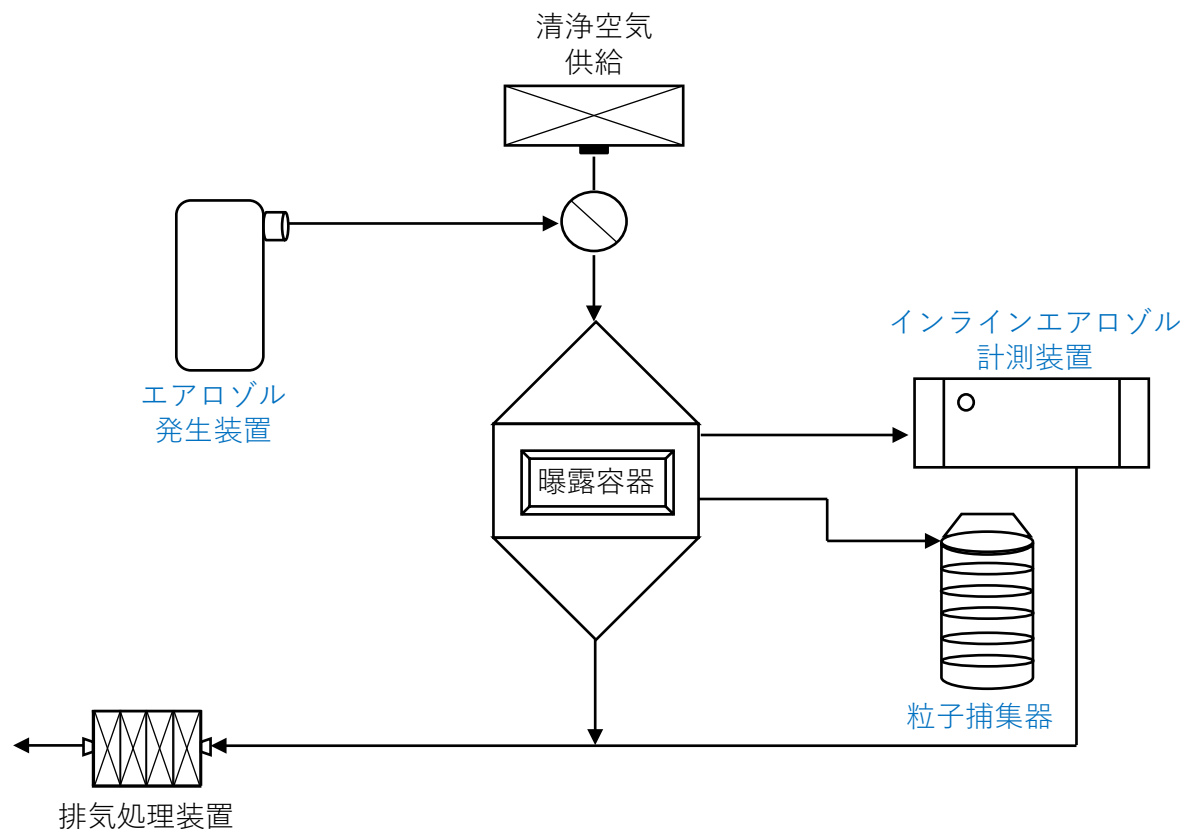 清浄空気
供給
インラインエアロゾル
計測装置
エアロゾル
発生装置
曝露容器
粒子捕集器
排気処理装置